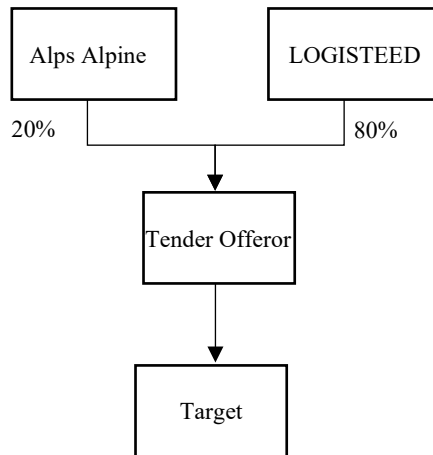 Alps Alpine
LOGISTEED
20%
80%
Tender Offeror
Target